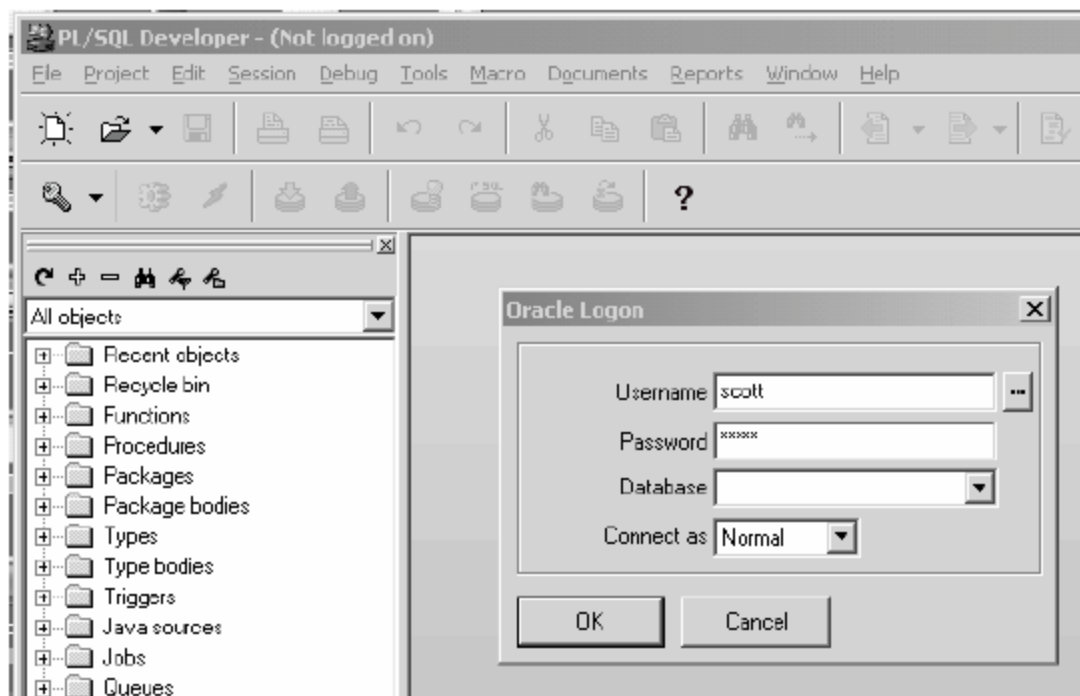 PL/SQL Developer - (Not logged on)
File Project Edit Session Debug Tools Macro Documents Reports Window Help
?
All objects
Recent objects
Recycle bin
Functions
Procedures
Packages
Package bodies
Types
Type bodies
Triggers
Java sources
Jobs
Queues
Oracle Logon
Username scott
Password *****
Database
Connect as Normal
OK Cancel